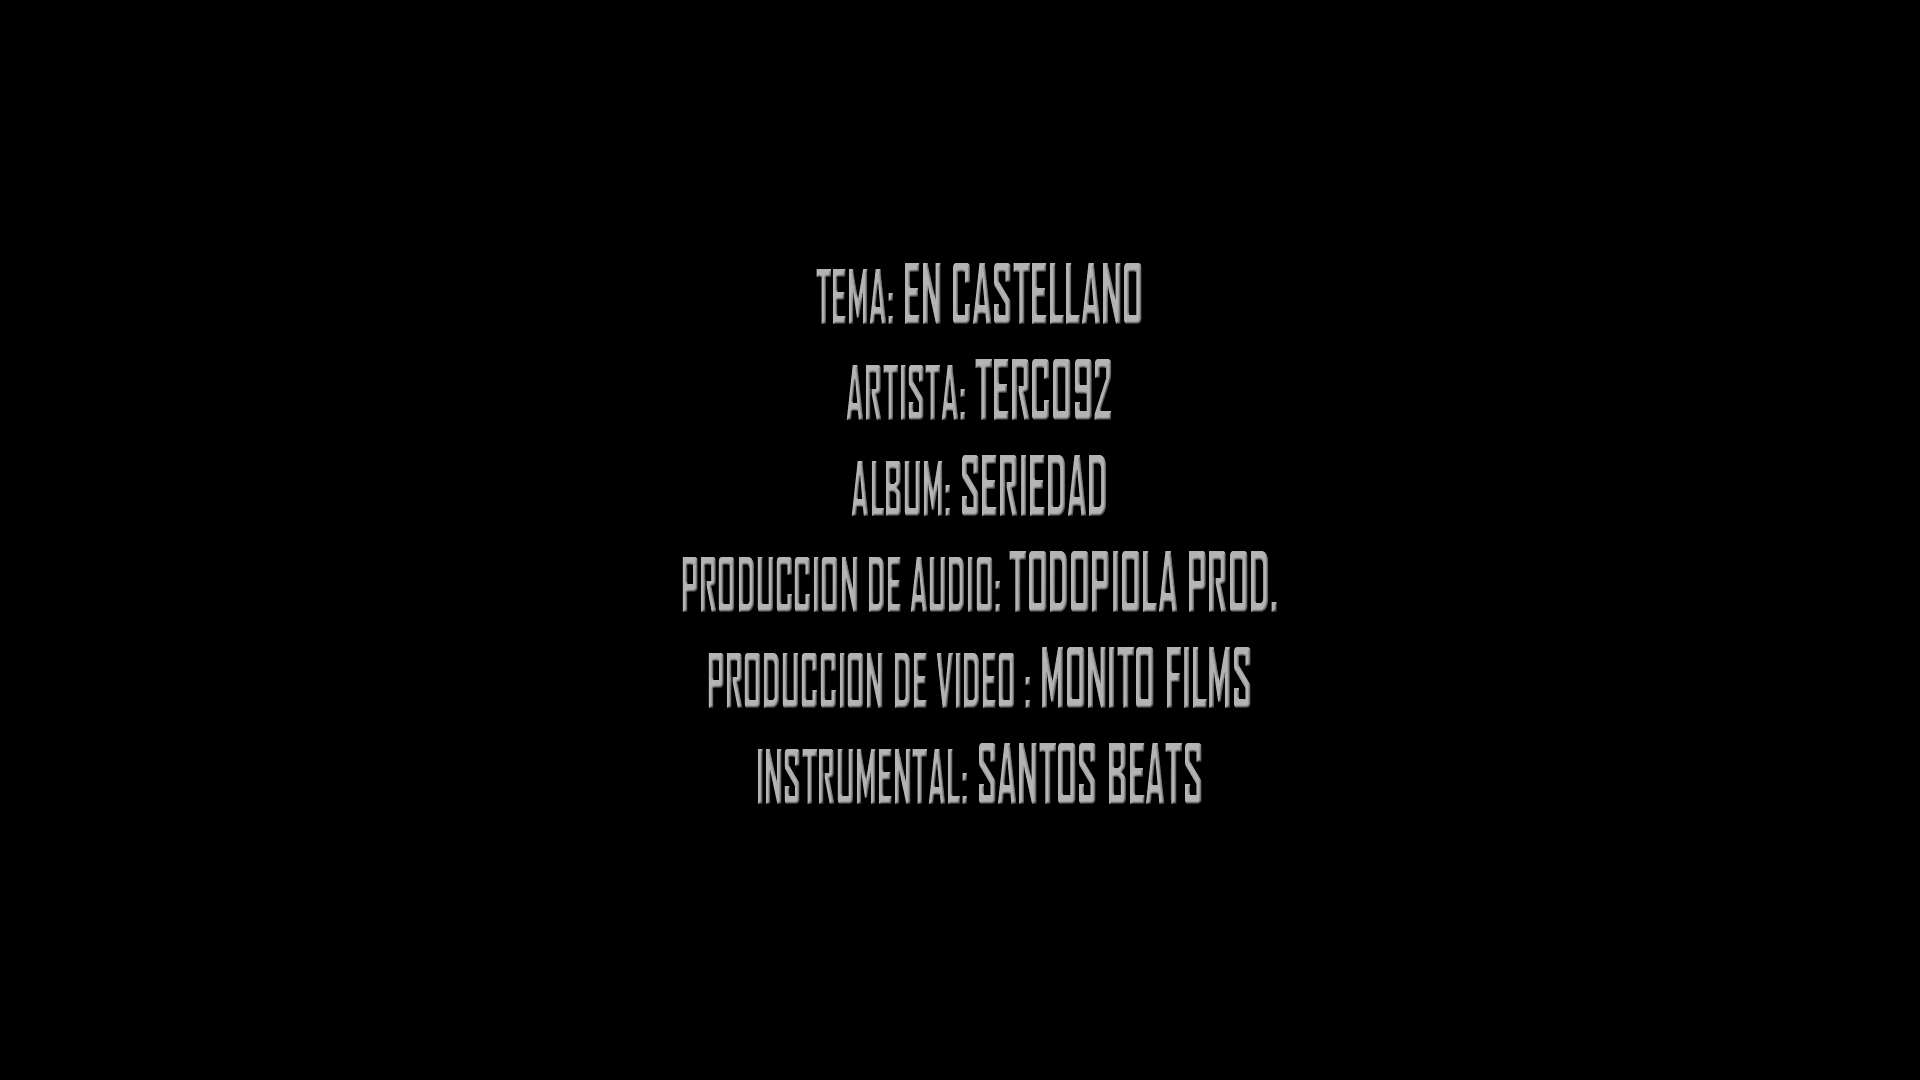 TEMA: EN CASTELLANO
ARTISTA: TERCO92
ALBUM: SERIEDAD
PRODUCCION DE AUDIO: TODOPIOLA PROD.
PRODUCCION DE VIDEO : MONITO FILMS
INSTRUMENTAL: SANTOS BEATS